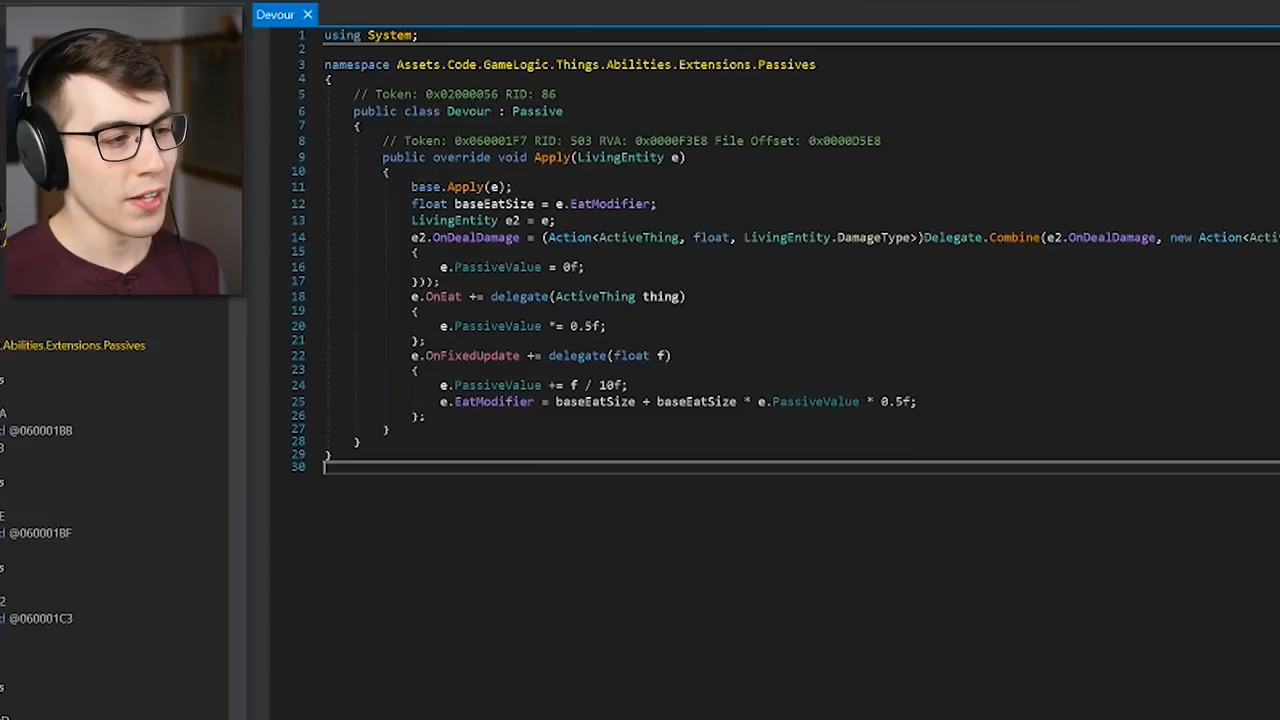 Devour
1 using System;
2
3 namespace Assets.Code.GameLogic.Things.Abilities.Extensions.Passives
4 {
5 // Token: 0x02000056 RID: 86
6 public class Devour : Passive
7 {
8 // Token: 0x060001F7 RID: 503 RVA: 0x0000F3E8 File Offset: 0x0000D5E8
9 public override void Apply(LivingEntity e)
10 {
11 base.Apply(e);
12 float baseEatSize = e.EatModifier;
13 LivingEntity e2 = e;
14 e2.OnDealDamage = (Action<ActiveThing, float, LivingEntity.DamageType>)Delegate.Combine(e2.OnDealDamage, new Action<Acti
15 {
16 e.PassiveValue = 0f;
17 }));
18 e.OnEat += delegate(ActiveThing thing)
19 {
20 e.PassiveValue *= 0.5f;
21 };
22 e.OnFixedUpdate += delegate(float f)
23 {
24 e.PassiveValue += f / 10f;
25 e.EatModifier = baseEatSize + baseEatSize * e.PassiveValue * 0.5f;
26 };
27 }
28 }
29 }
30
.Abilities.Extensions.Passives
s
A
d @060001BB
B
s
E
d @060001BF
s
2
d @060001C3
s